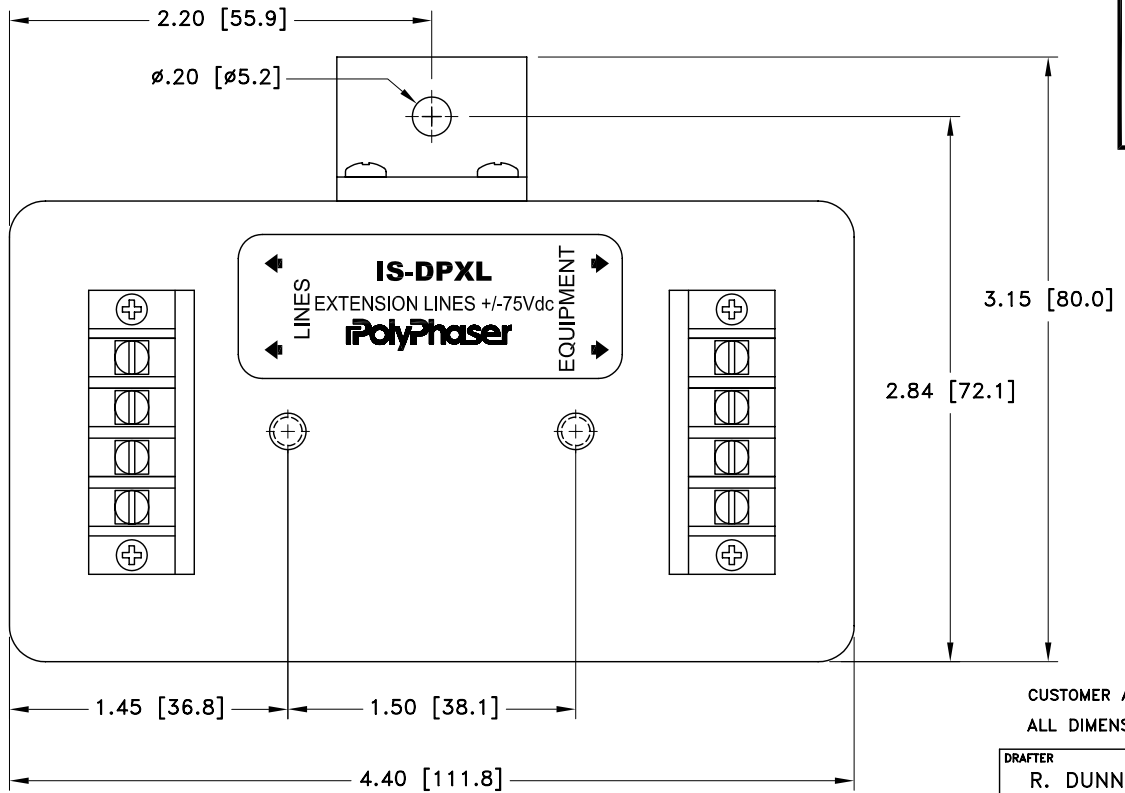 2.20 [55.9]
ø.20 [ø5.2]
IS-DPXL
EXTENSION LINES +/-75Vdc
PolyPhaser
LINES
EQUIPMENT
3.15 [80.0]
2.84 [72.1]
1.45 [36.8]
1.50 [38.1]
4.40 [111.8]
CUSTOMER
ALL
DRAFTER
R. DUNN